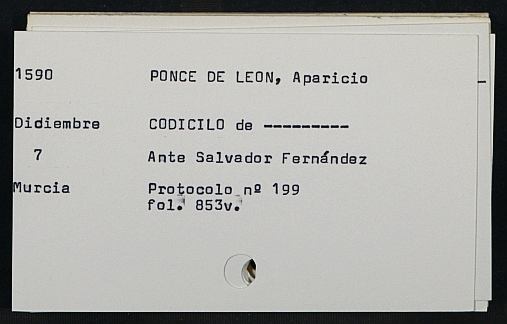 1590 PONCE DE LEON, Aparicio
Didiembre CODICILO de ---------
7 Ante Salvador Fernández
Murcia Protocolo nº 199
fol. 853v.